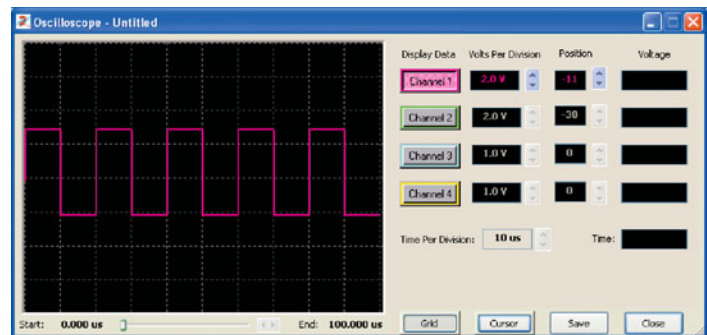 Oscilloscope - Untitled
Display Data Volts Per Division Position Voltage
Channel 1 2.0 V -11
Channel 2 2.0 V -30
Channel 3 1.0 V 0
Channel 4 1.0 V 0
Time Per Division: 10 us Time:
Start: 0.000 us End: 100.000 us Grid Cursor Save Close